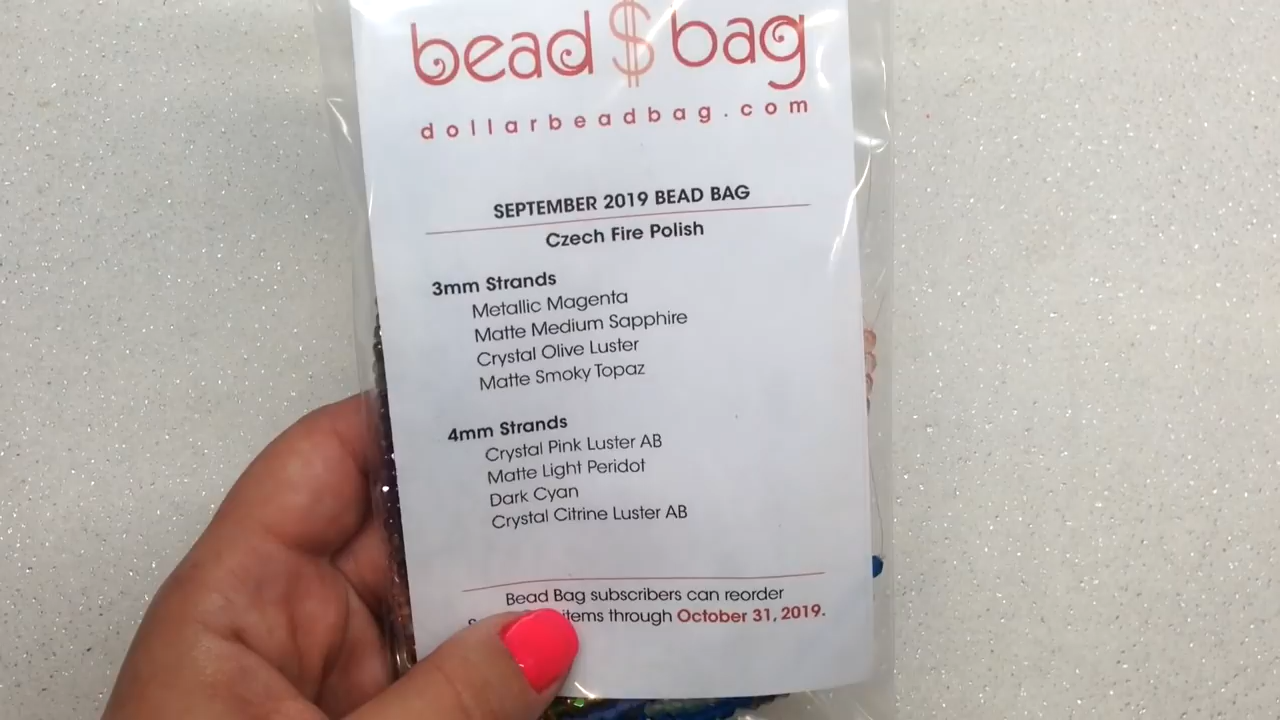 bead $ bag
dollarbeadbag.com
SEPTEMBER 2019 BEAD BAG
Czech Fire Polish
3mm Strands
Metallic Magenta
Matte Medium Sapphire
Crystal Olive Luster
Matte Smoky Topaz
4mm Strands
Crystal Pink Luster AB
Matte Light Peridot
Dark Cyan
Crystal Citrine Luster AB
Bead Bag subscribers can reorder
items through October 31, 2019.